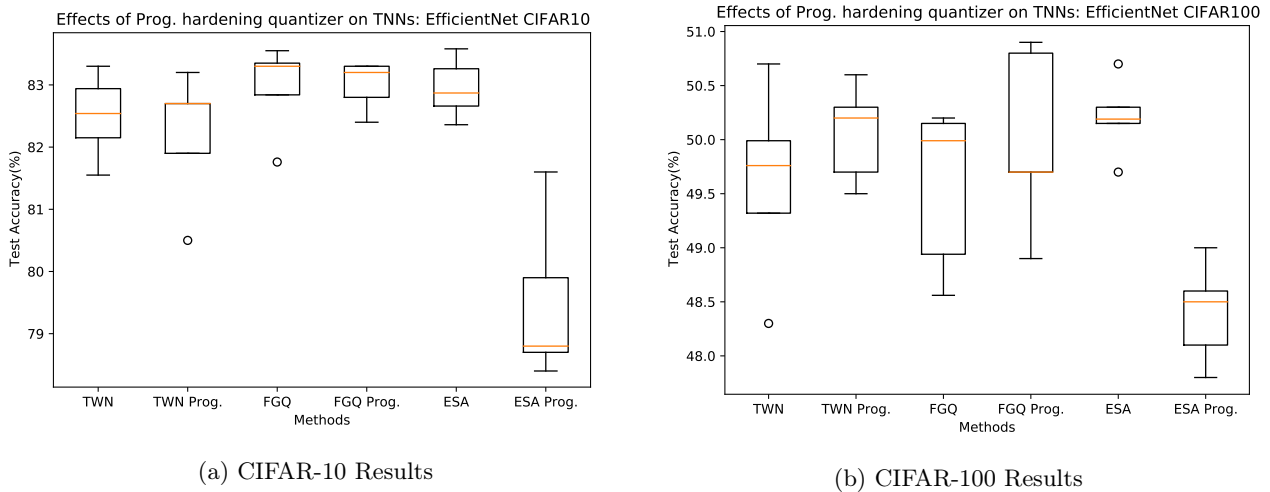 Effects of Prog. hardening quantizer on TNNs: EfficientNet CIFAR10
Test Accuracy(%)
83
82
81
80
79
TWN TWN Prog. FGQ FGQ Prog. ESA ESA Prog.
Methods
(a) CIFAR-10 Results
Effects of Prog. hardening quantizer on TNNs: EfficientNet CIFAR100
Test Accuracy(%)
51.0
50.5
50.0
49.5
49.0
48.5
48.0
TWN TWN Prog. FGQ FGQ Prog. ESA ESA Prog.
Methods
(b) CIFAR-100 Results